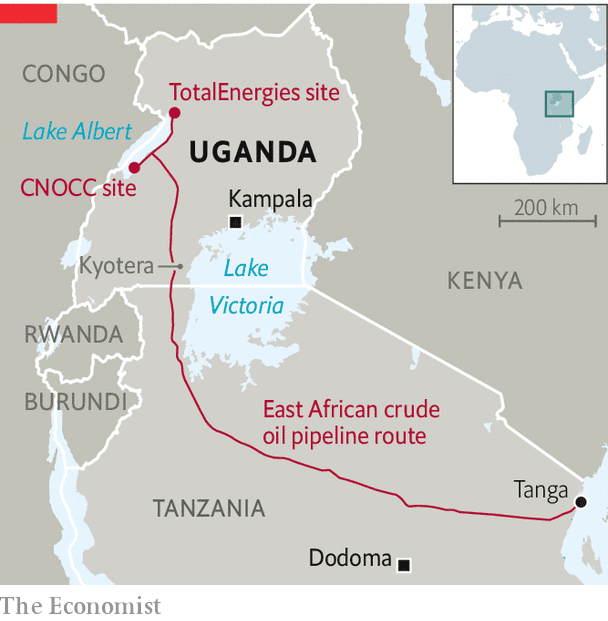 CONGO
TotalEnergies site
Lake Albert
UGANDA
CNOCC site
Kampala
200 km
Kyotera
Lake
Victoria
KENYA
RWANDA
BURUNDI
East African crude
oil pipeline route
Tanga
TANZANIA
Dodoma
The Economist